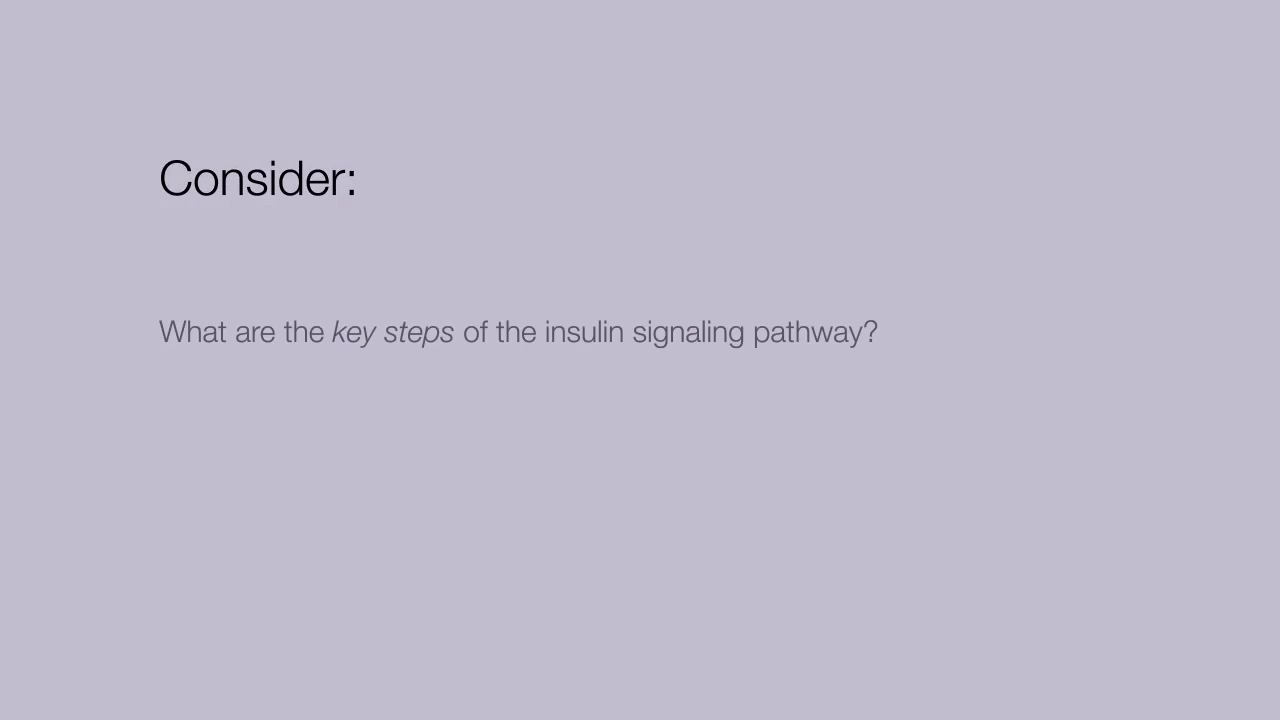 Consider:
What are the key steps of the insulin signaling pathway?